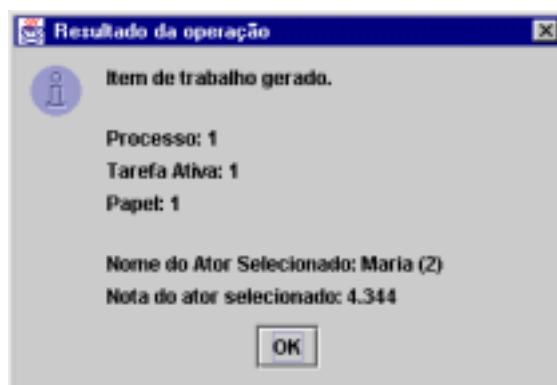 Resultado da operação
Item de trabalho gerado.
Processo: 1
Tarefa Ativa: 1
Papel: 1
Nome do Ator Selecionado: Maria (2)
Nota do ator selecionado: 4.344
OK